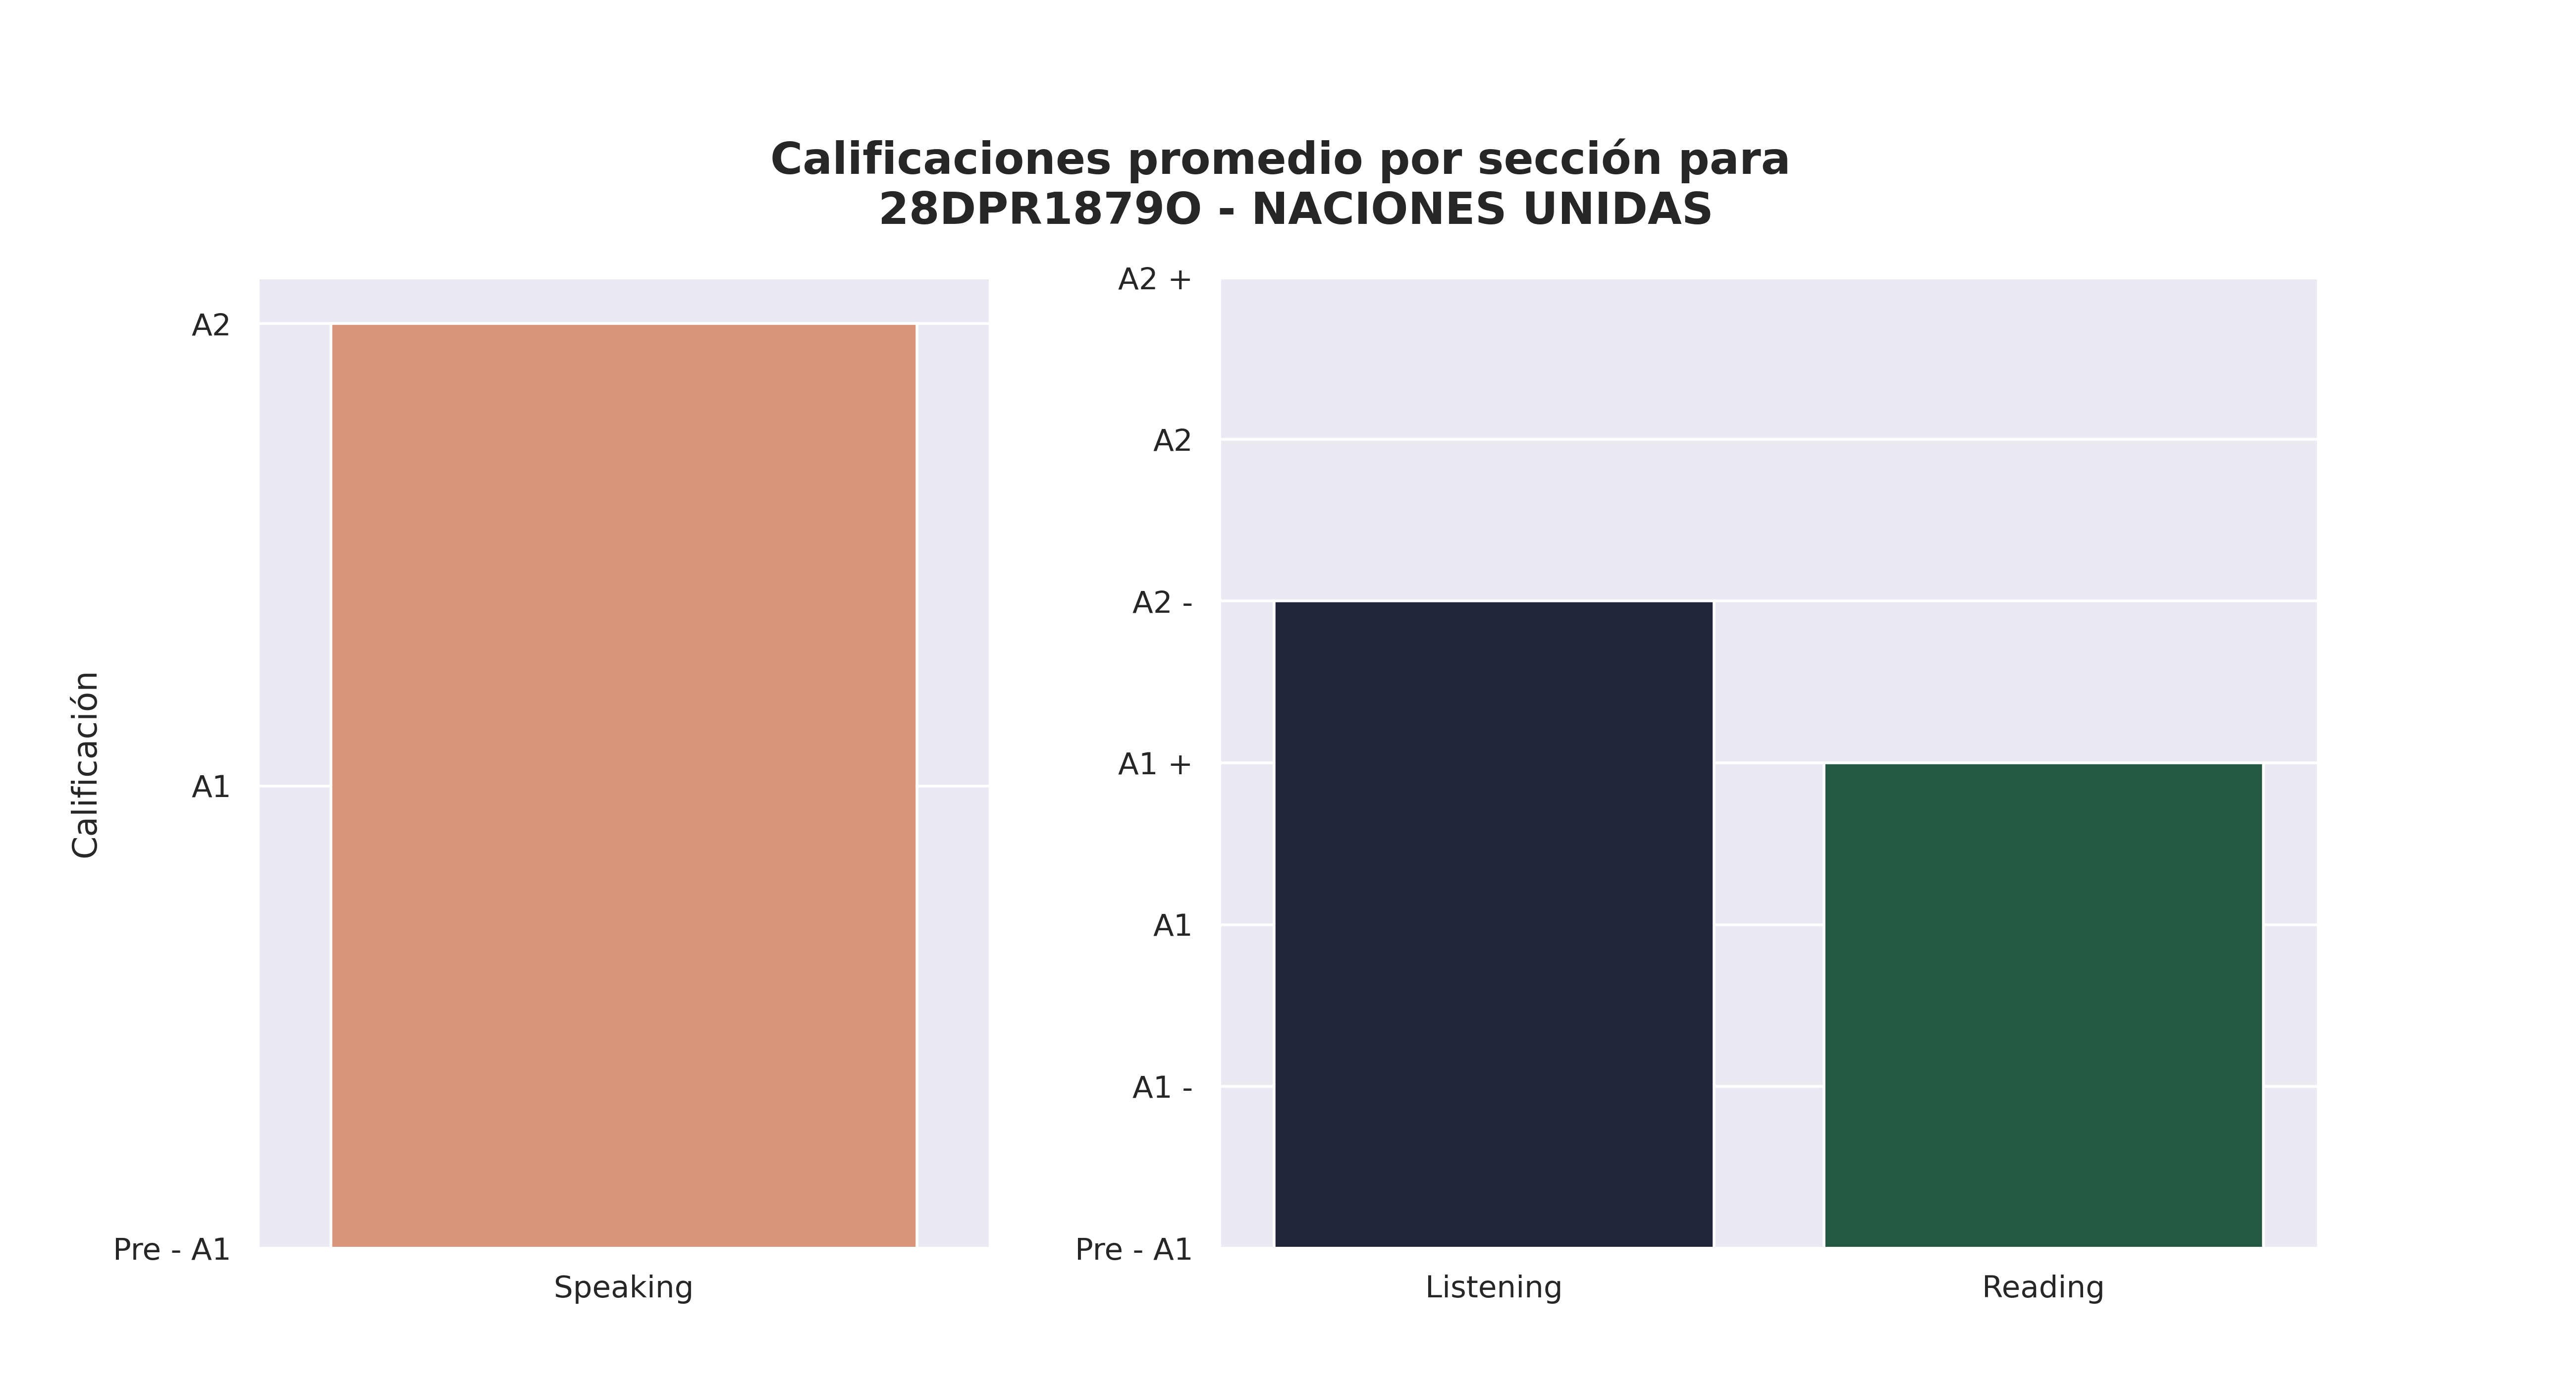 Calificaciones promedio por sección para
28DPR1879O - NACIONES UNIDAS
Calificación
A2
A1
Pre - A1
Speaking
A2 +
A2
A2 -
A1 +
A1
A1 -
Pre - A1
Listening
Reading